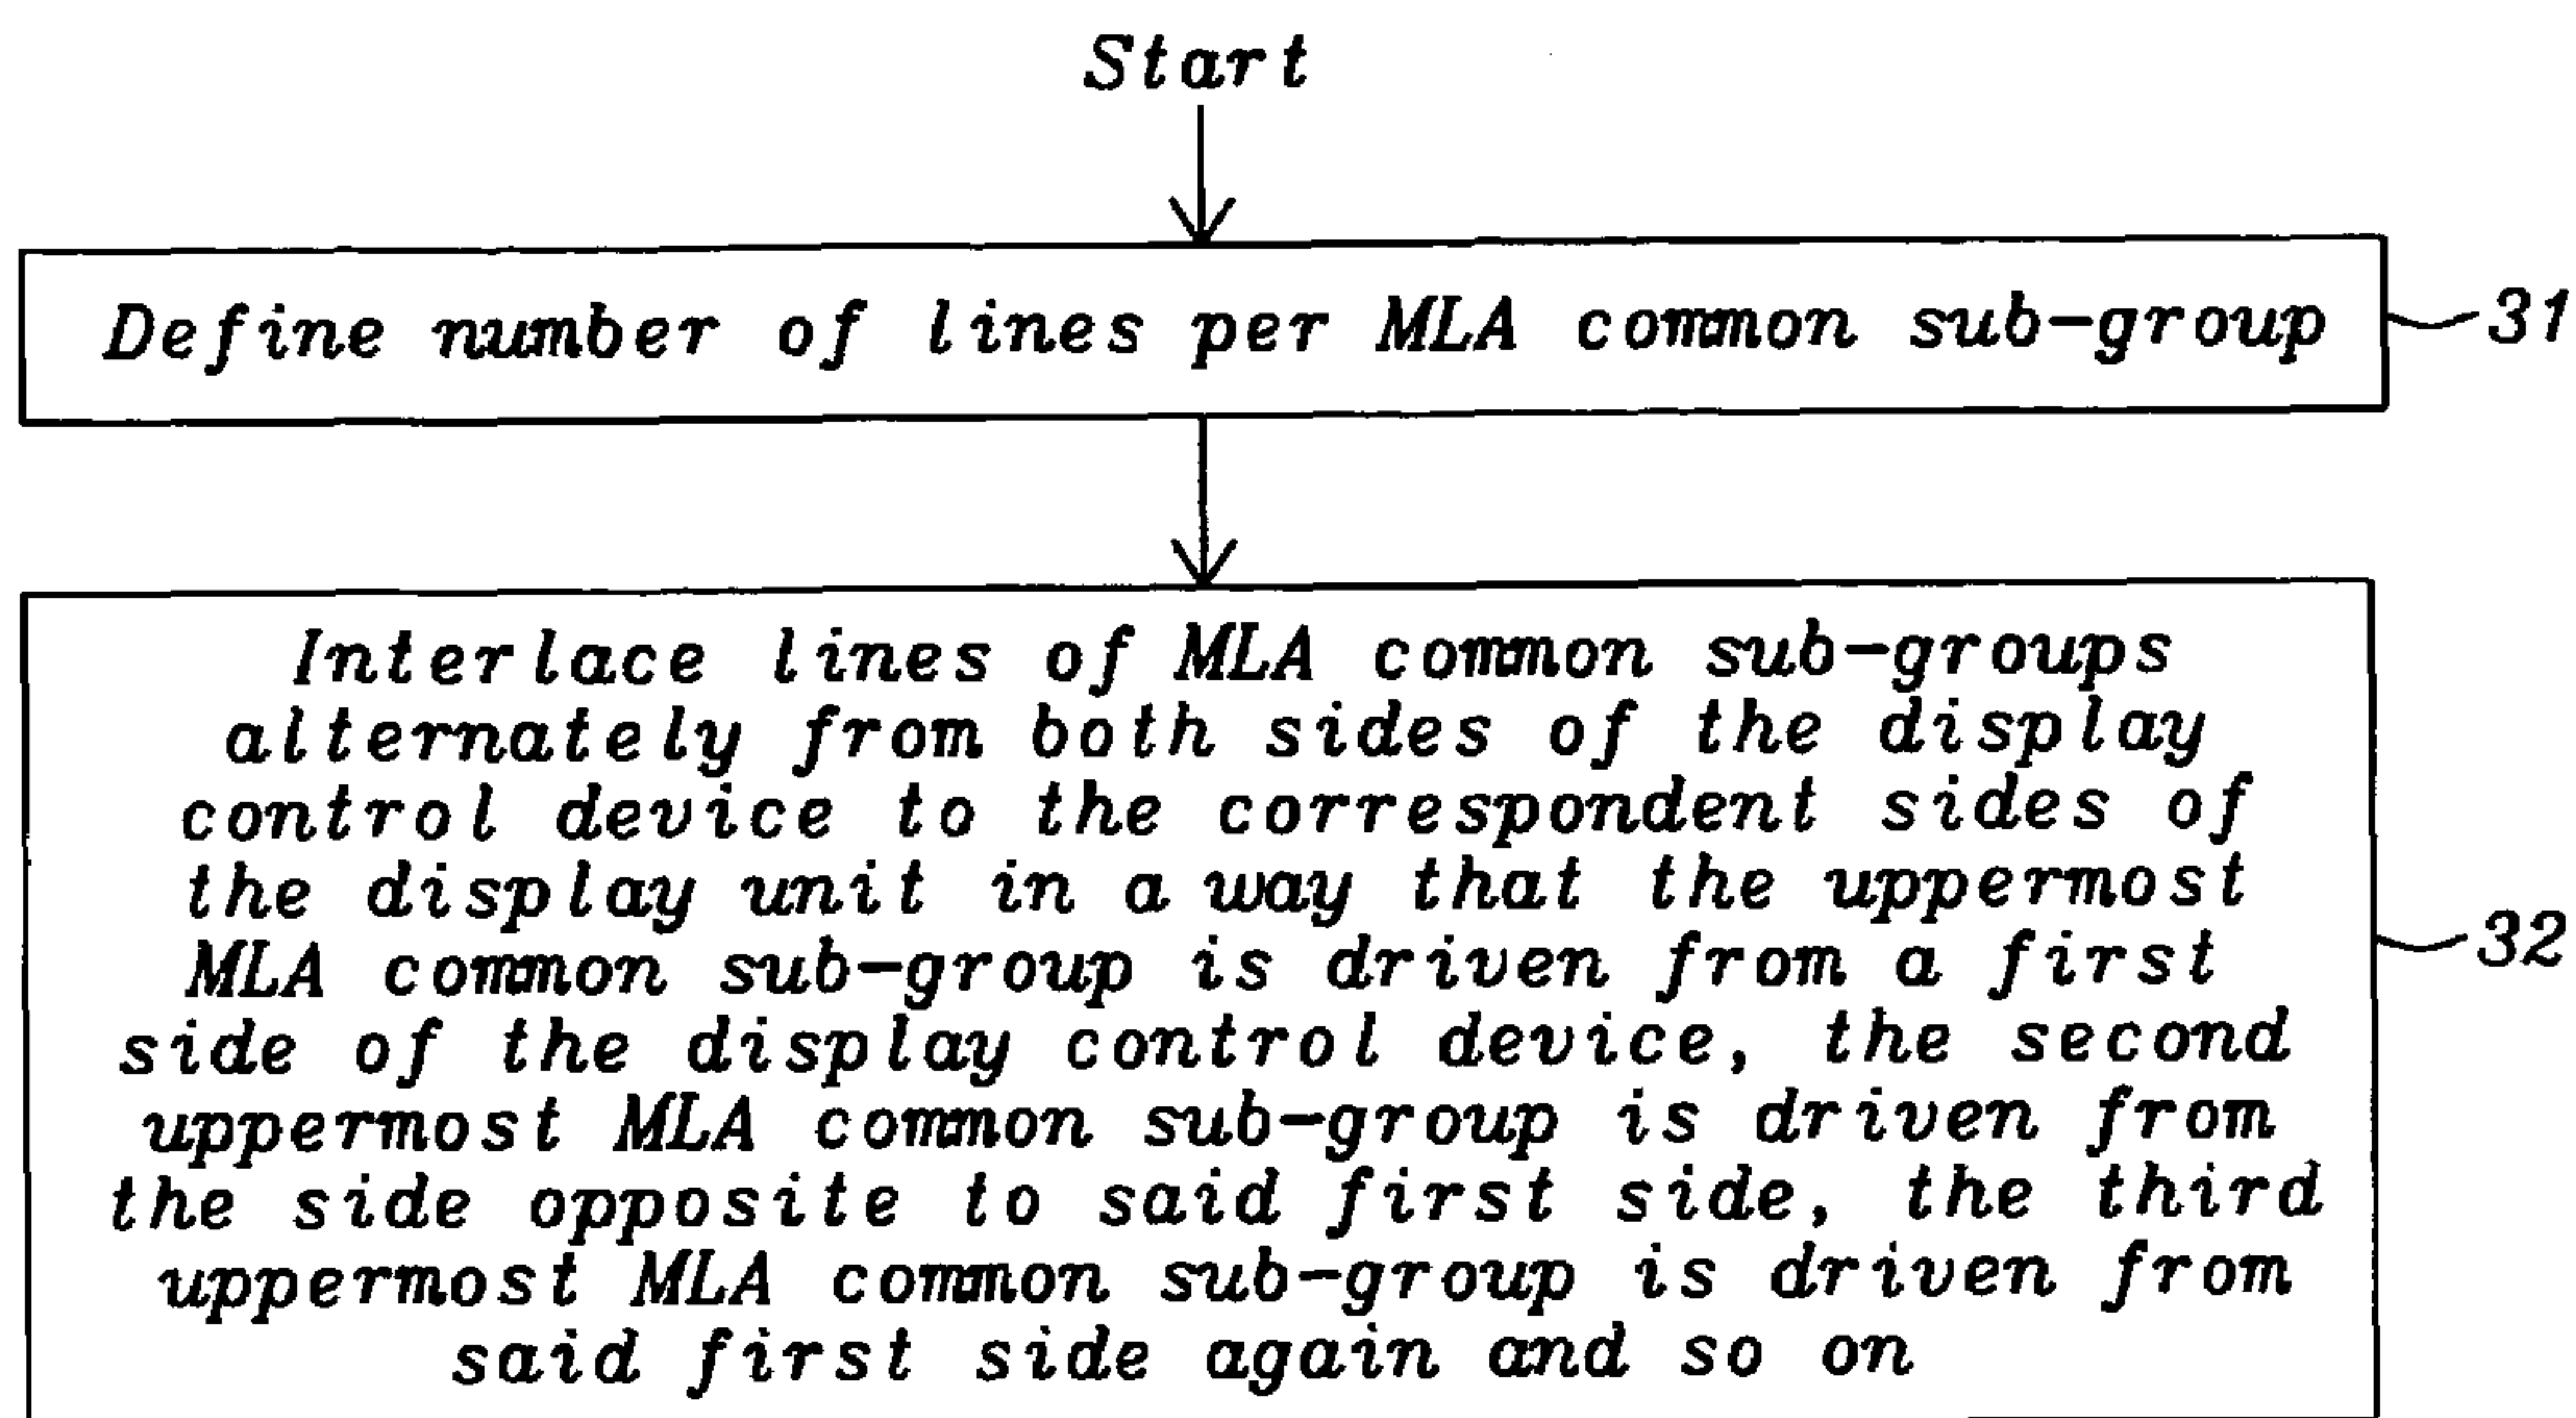 Start
Define number of lines per MLA common sub-group
31
Interlace lines of MLA common sub-groups
alternately from both sides of the display
control device to the correspondent sides of
the display unit in a way that the uppermost
MLA common sub-group is driven from a first
side of the display control device, the second
uppermost MLA common sub-group is driven from
the side opposite to said first side, the third
uppermost MLA common sub-group is driven from
said first side again and so on
32